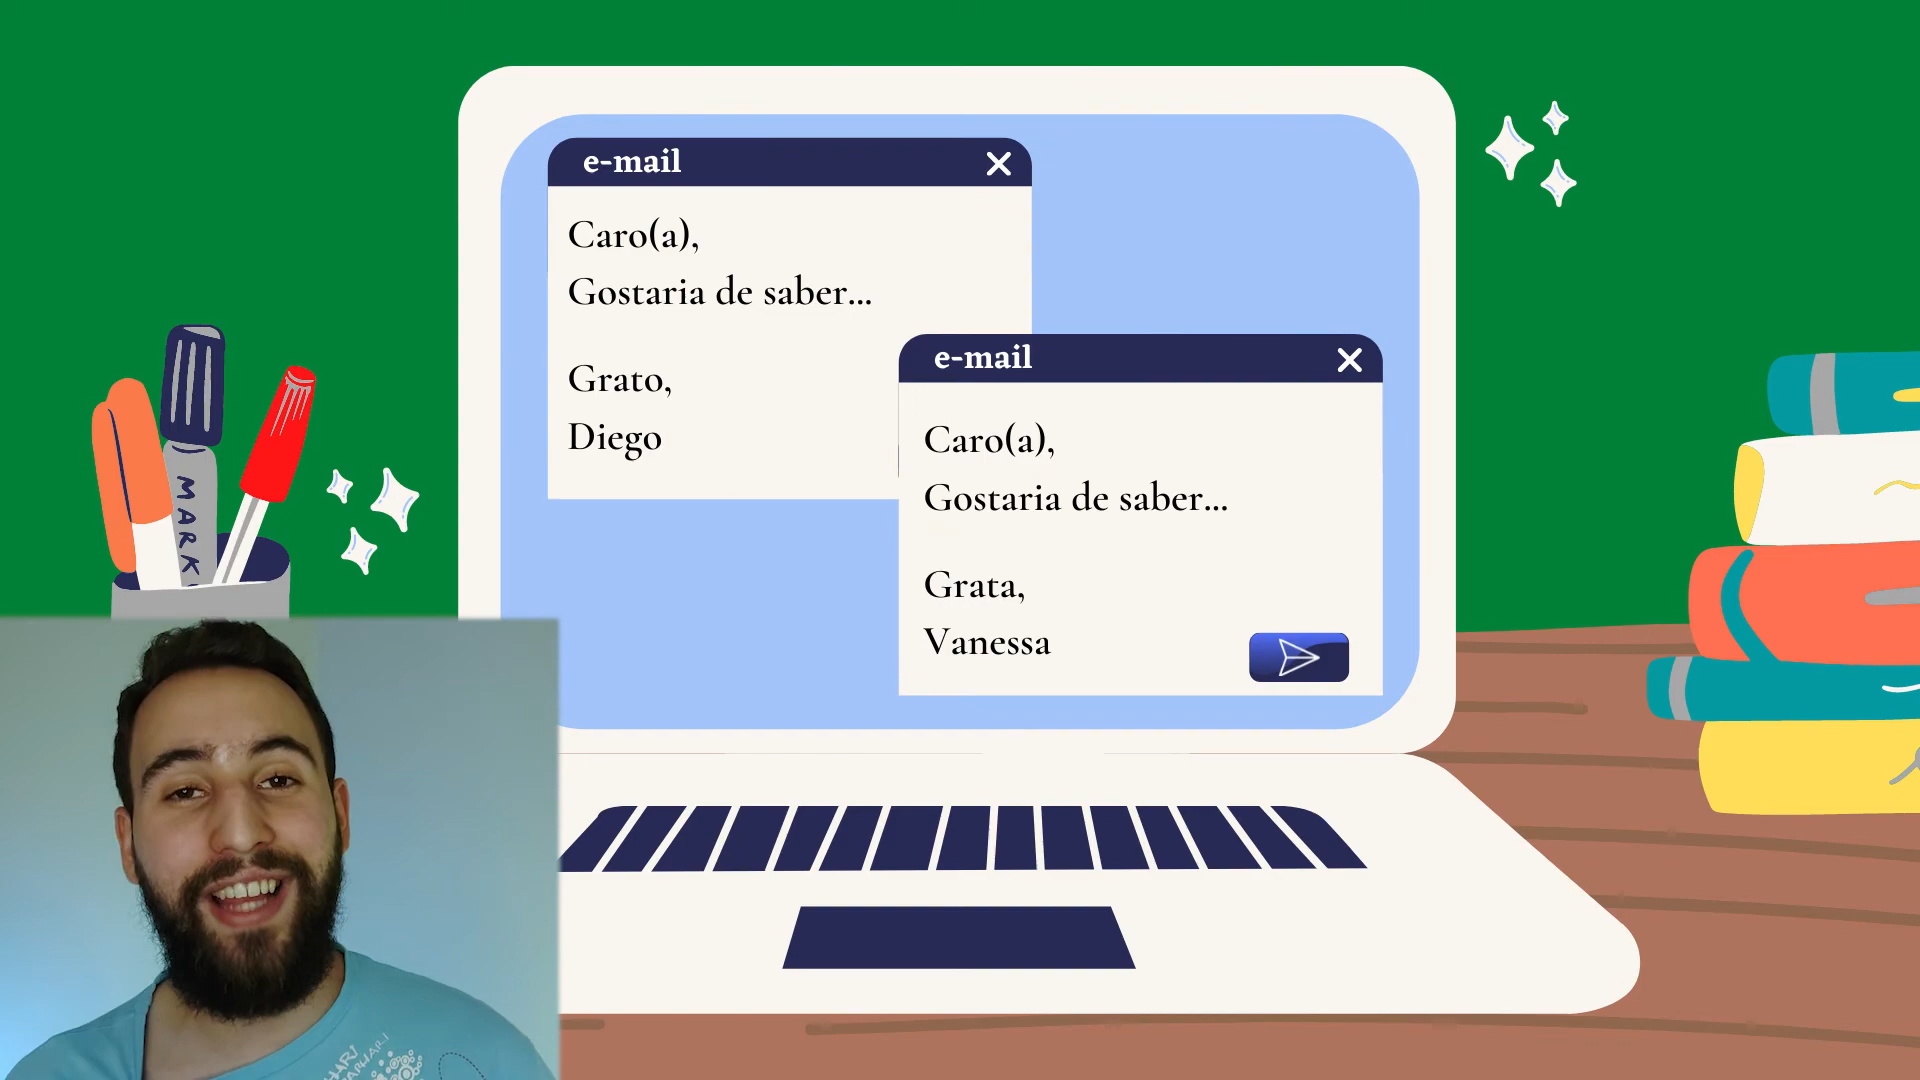 e-mail
Caro(a),
Gostaria de saber...
Grato,
Diego
e-mail
Caro(a),
Gostaria de saber...
Grata,
Vanessa
MARK